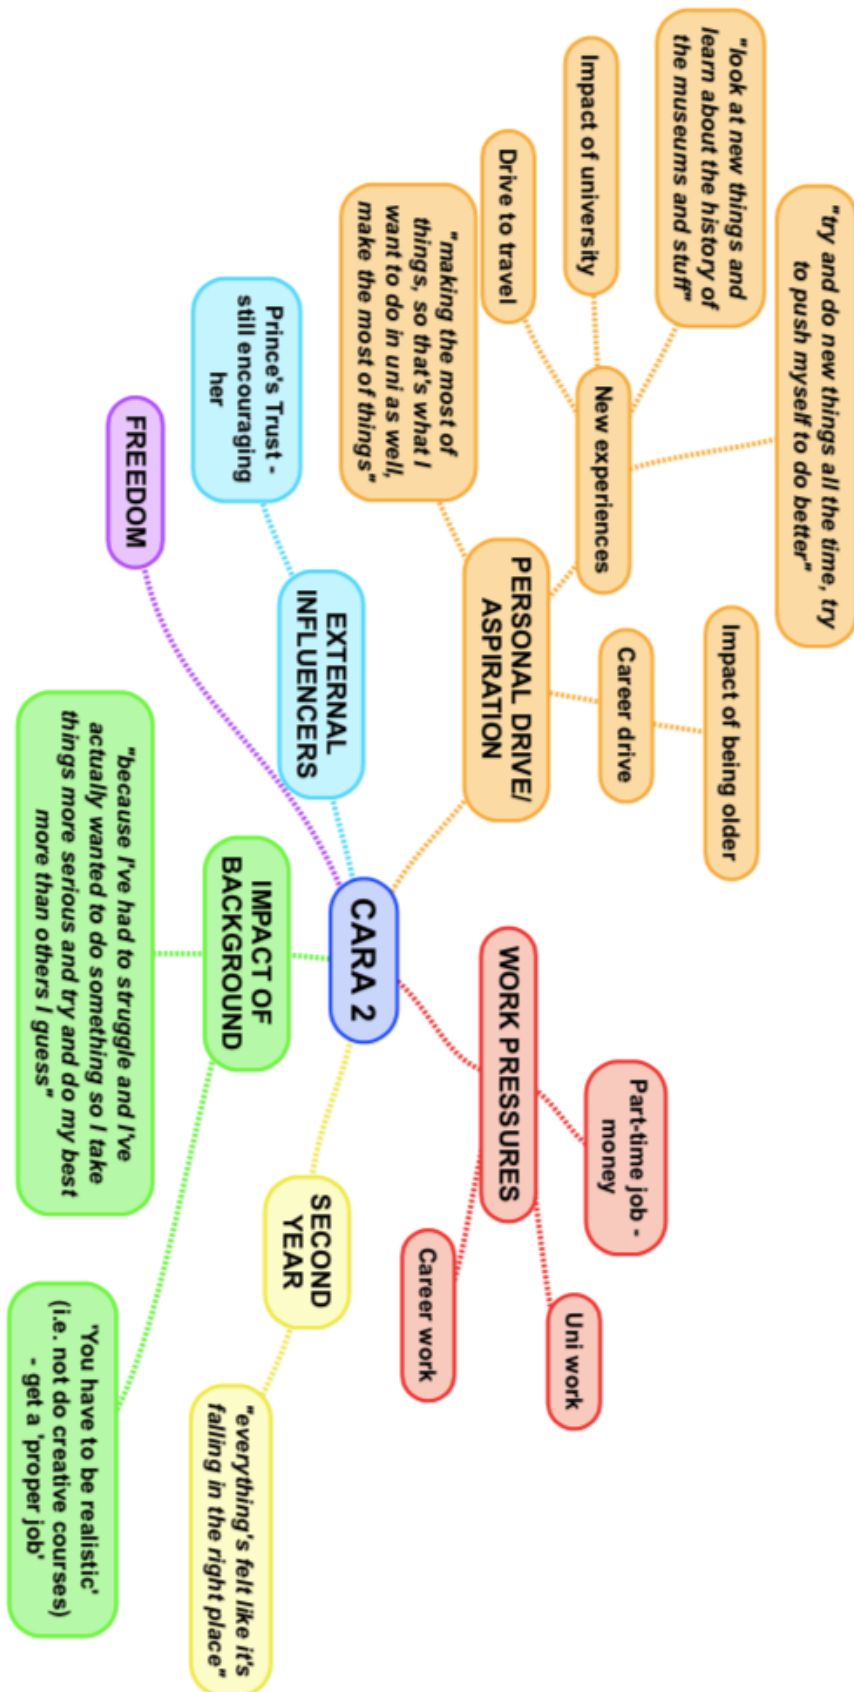 "try and do new things all the time, try
to push myself to do better"
"look at new things and
learn about the history of
the museums and stuff"
Impact of university
Drive to travel
New experiences
"making the most of
things, so that's what I
want to do in uni as well,
make the most of things"
PERSONAL DRIVE/
ASPIRATION
Career drive
Impact of being older
Prince's Trust -
still encouraging
her
EXTERNAL
INFLUENCERS
FREEDOM
CARA 2
WORK PRESSURES
Part-time job -
money
Uni work
Career work
IMPACT OF
BACKGROUND
"because I've had to struggle and I've
actually wanted to do something so I take
things more serious and try and do my best
more than others I guess"
'You have to be realistic'
(i.e. not do creative courses)
- get a 'proper job'
SECOND
YEAR
"everything's felt like it's
falling in the right place"